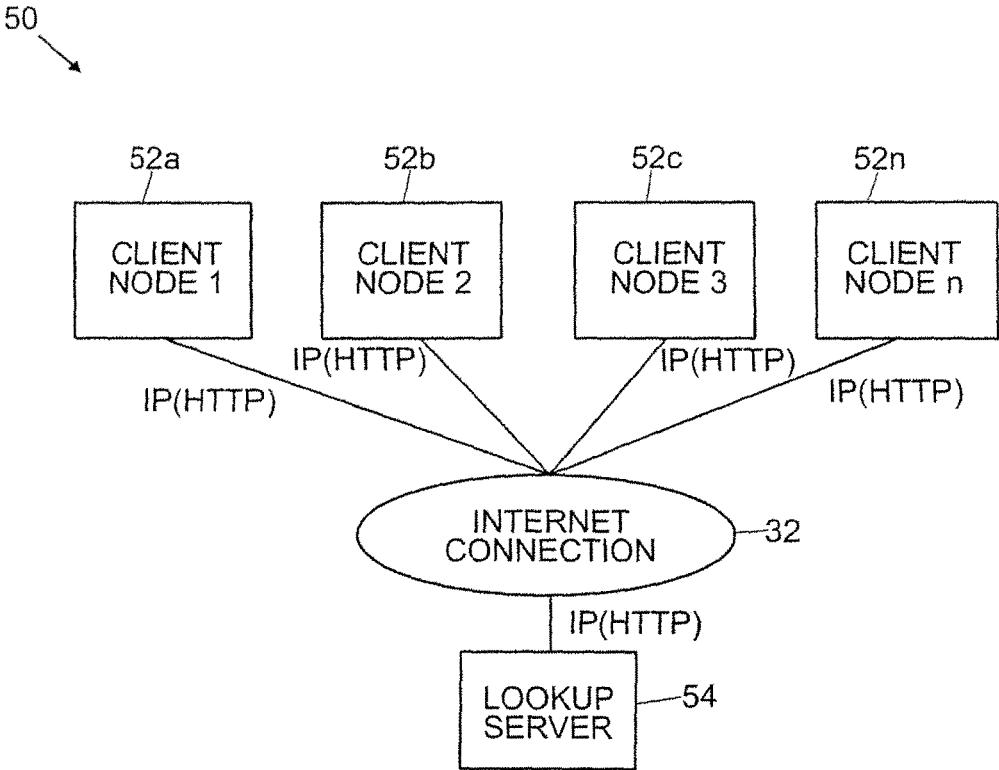 50
52a
52b
52c
52n
CLIENT
NODE 1
CLIENT
NODE 2
CLIENT
NODE 3
CLIENT
NODE n
IP(HTTP)
IP(HTTP)
IP(HTTP)
IP(HTTP)
INTERNET
CONNECTION
32
IP(HTTP)
LOOKUP
SERVER
54